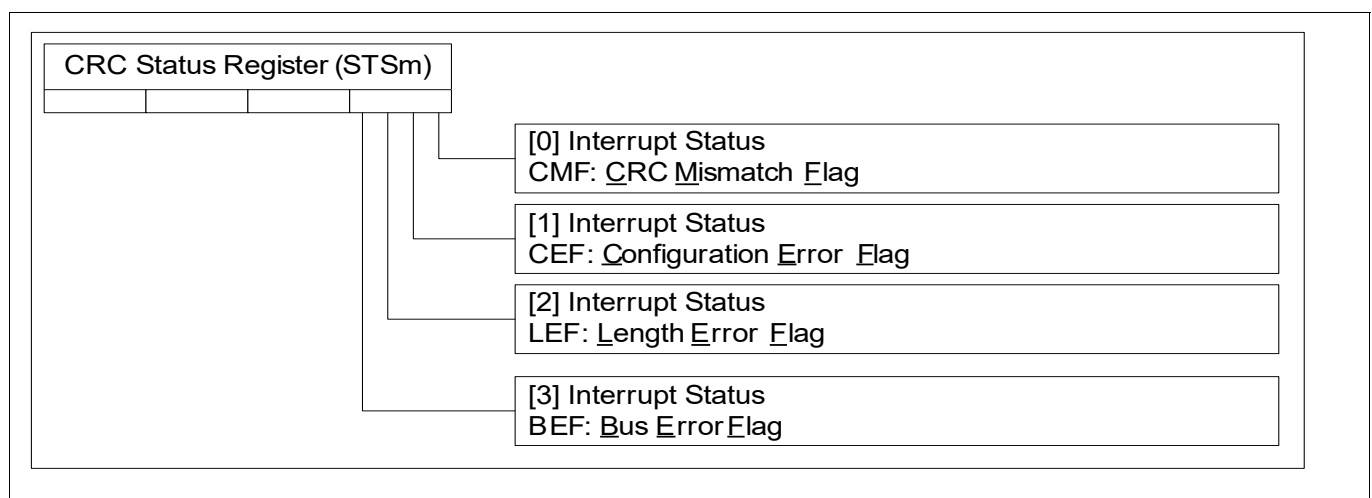 CRC Status Register (STSm)
[0] Interrupt Status
CMF: CRC Mismatch Flag
[1] Interrupt Status
CEF: Configuration Error Flag
[2] Interrupt Status
LEF: Length Error Flag
[3] Interrupt Status
BEF: Bus Error Flag